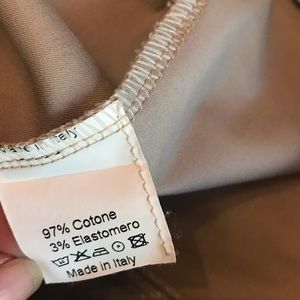 97% Cotone
3% Elastomero
Made in Italy